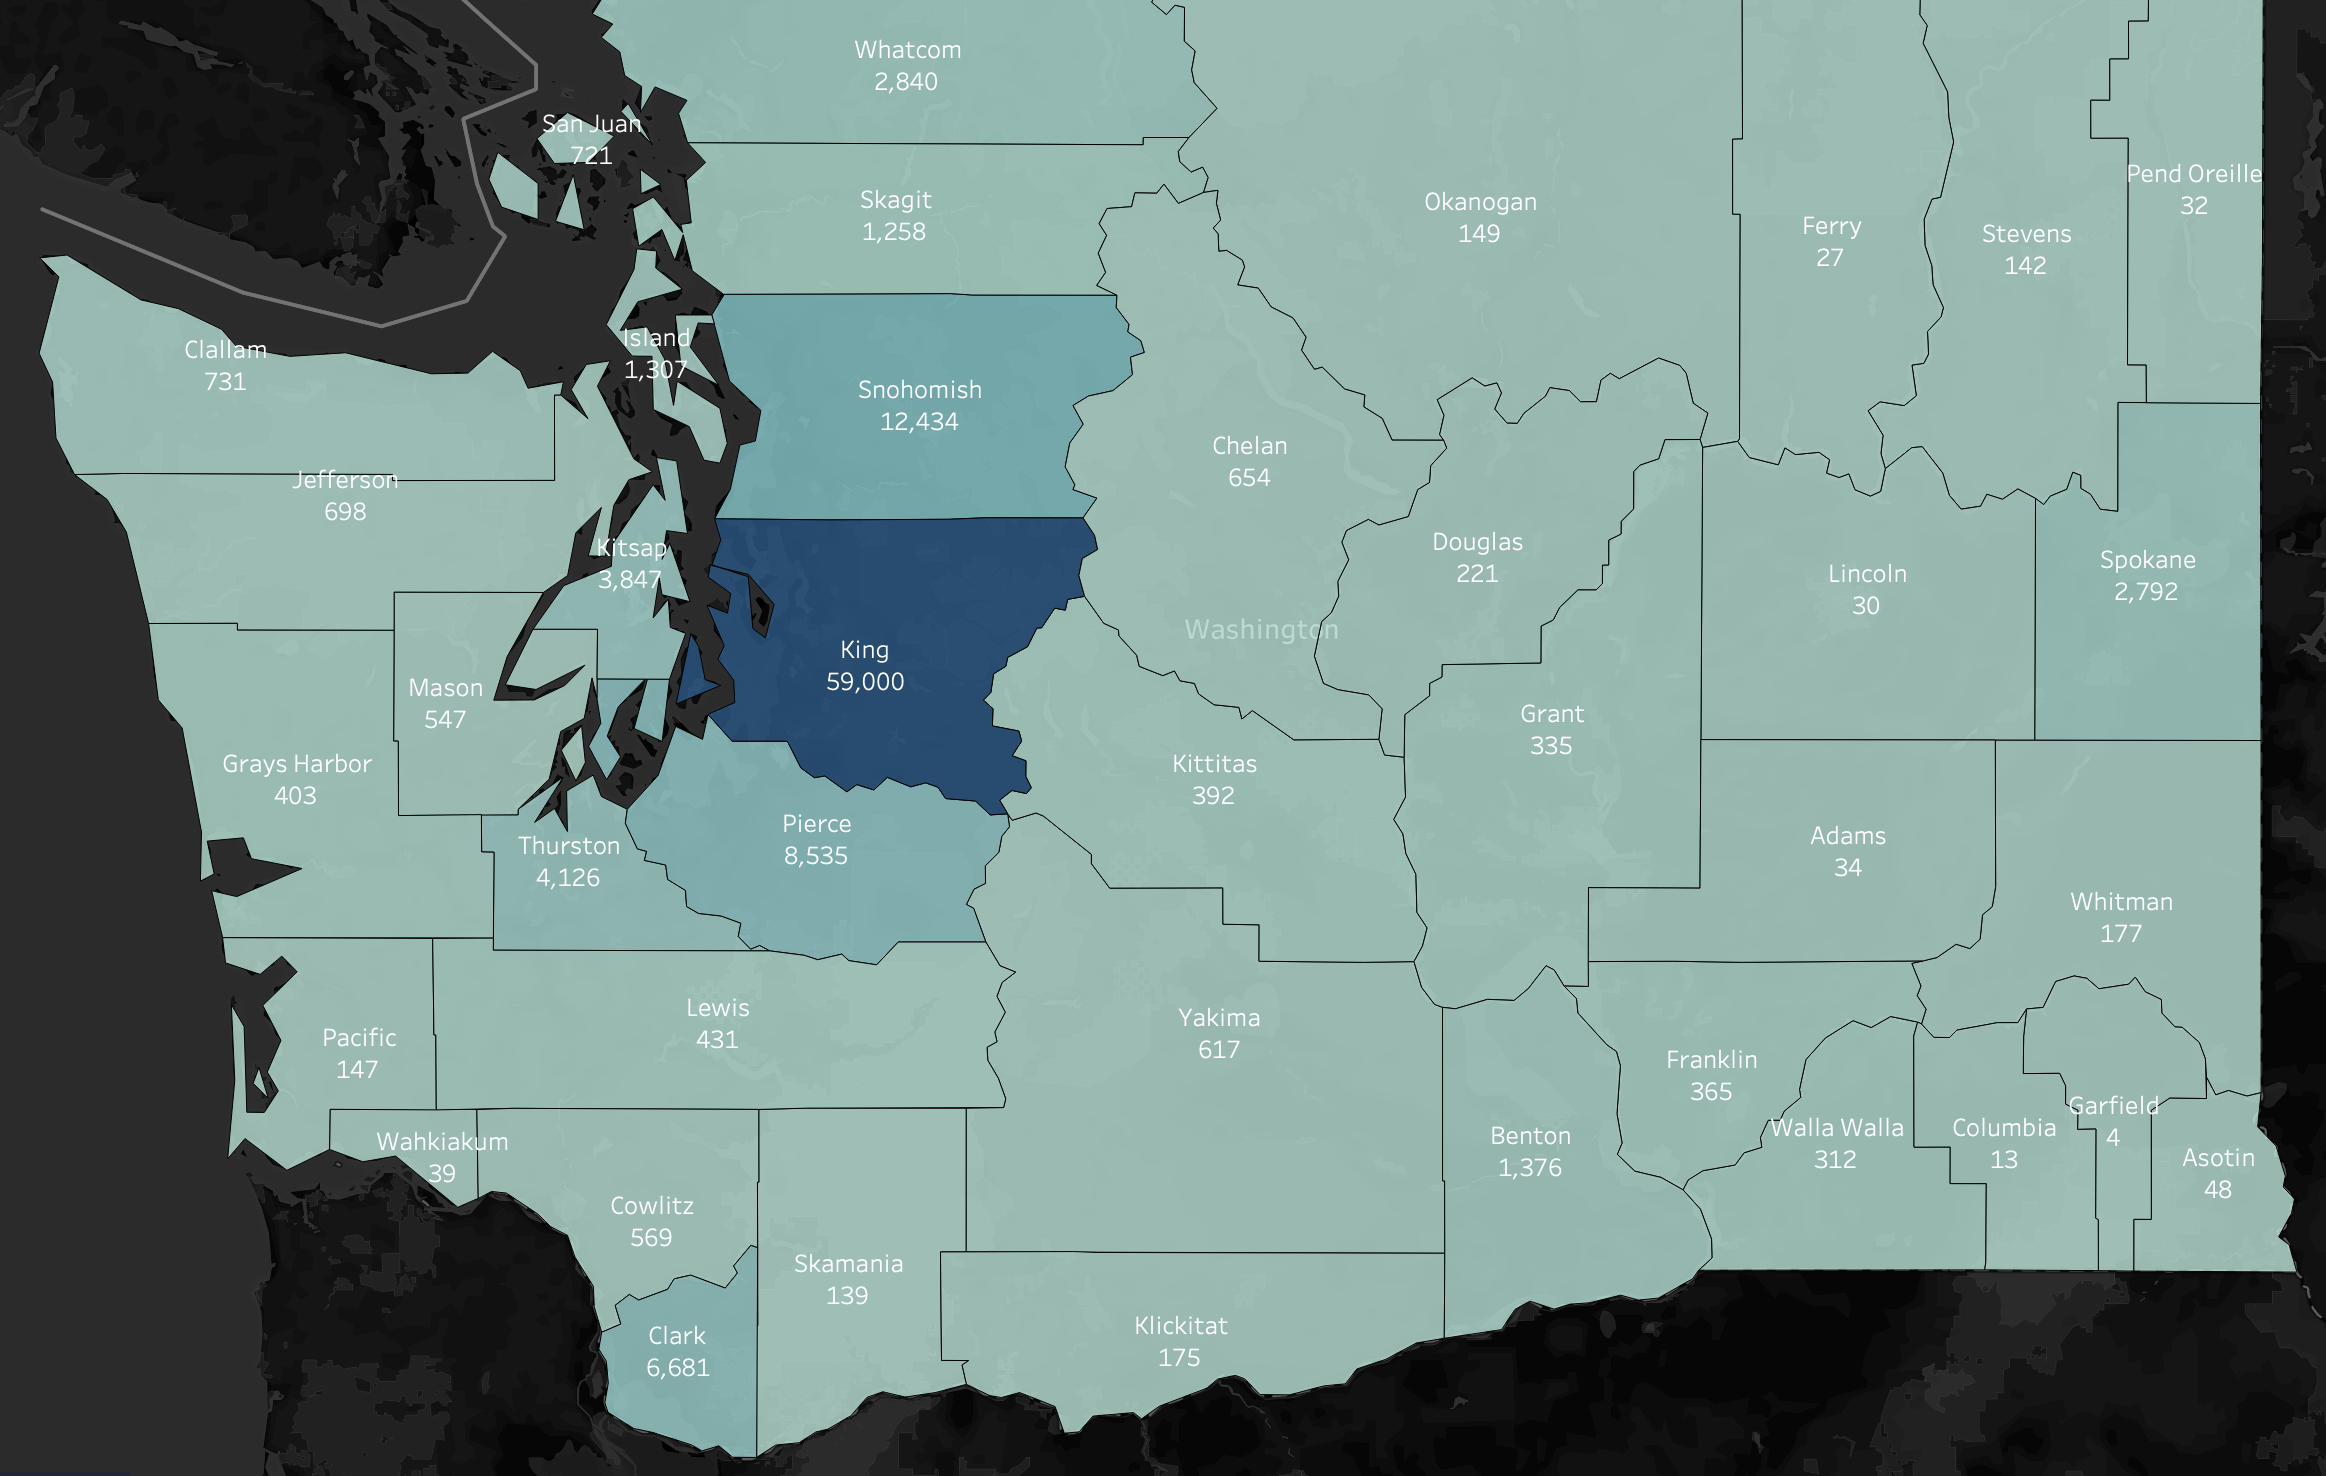 Whatcom
2,840
San Juan
721
Skagit
1,258
Okanogan
149
Ferry
27
Stevens
142
Pend Oreille
32
Clallam
731
Island
1,307
Snohomish
12,434
Chelan
654
Jefferson
698
Kitsap
3,847
Douglas
221
Lincoln
30
Spokane
2,792
Washington
King
59,000
Mason
547
Grays Harbor
403
Kittitas
392
Grant
335
Thurston
4,126
Pierce
8,535
Adams
34
Whitman
177
Pacific
147
Lewis
431
Yakima
617
Franklin
365
Wahkiakum
39
Benton
1,376
Walla Walla
312
Columbia
13
Garfield
4
Asotin
48
Cowlitz
569
Skamania
139
Clark
6,681
Klickitat
175